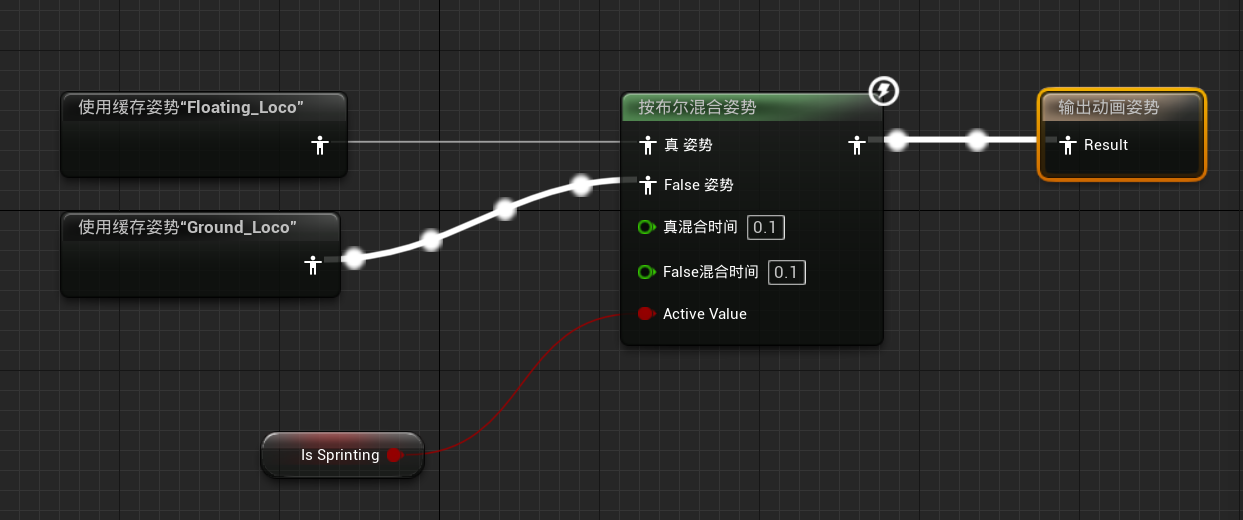 使用缓存姿势“Floating_Loco”
使用缓存姿势“Ground_Loco”
按布尔混合姿势
真 姿势
False 姿势
真混合时间 0.1
False混合时间 0.1
Active Value
输出动画姿势
Result
Is Sprinting